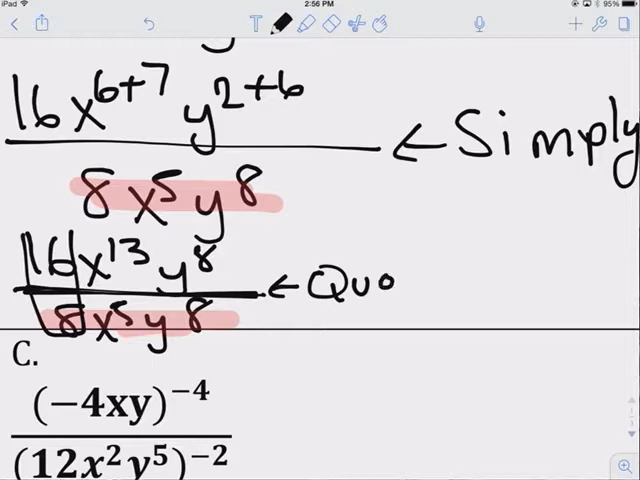 iPad 2:56 PM 95%
T
16x^{6+7} y^{2+6}
8x^5 y^8 ← Simply
16x^{13} y^8
8x^5 y^8 ← Quo
C.
(−4xy)^{−4}
(12x^2y^5)^{−2}